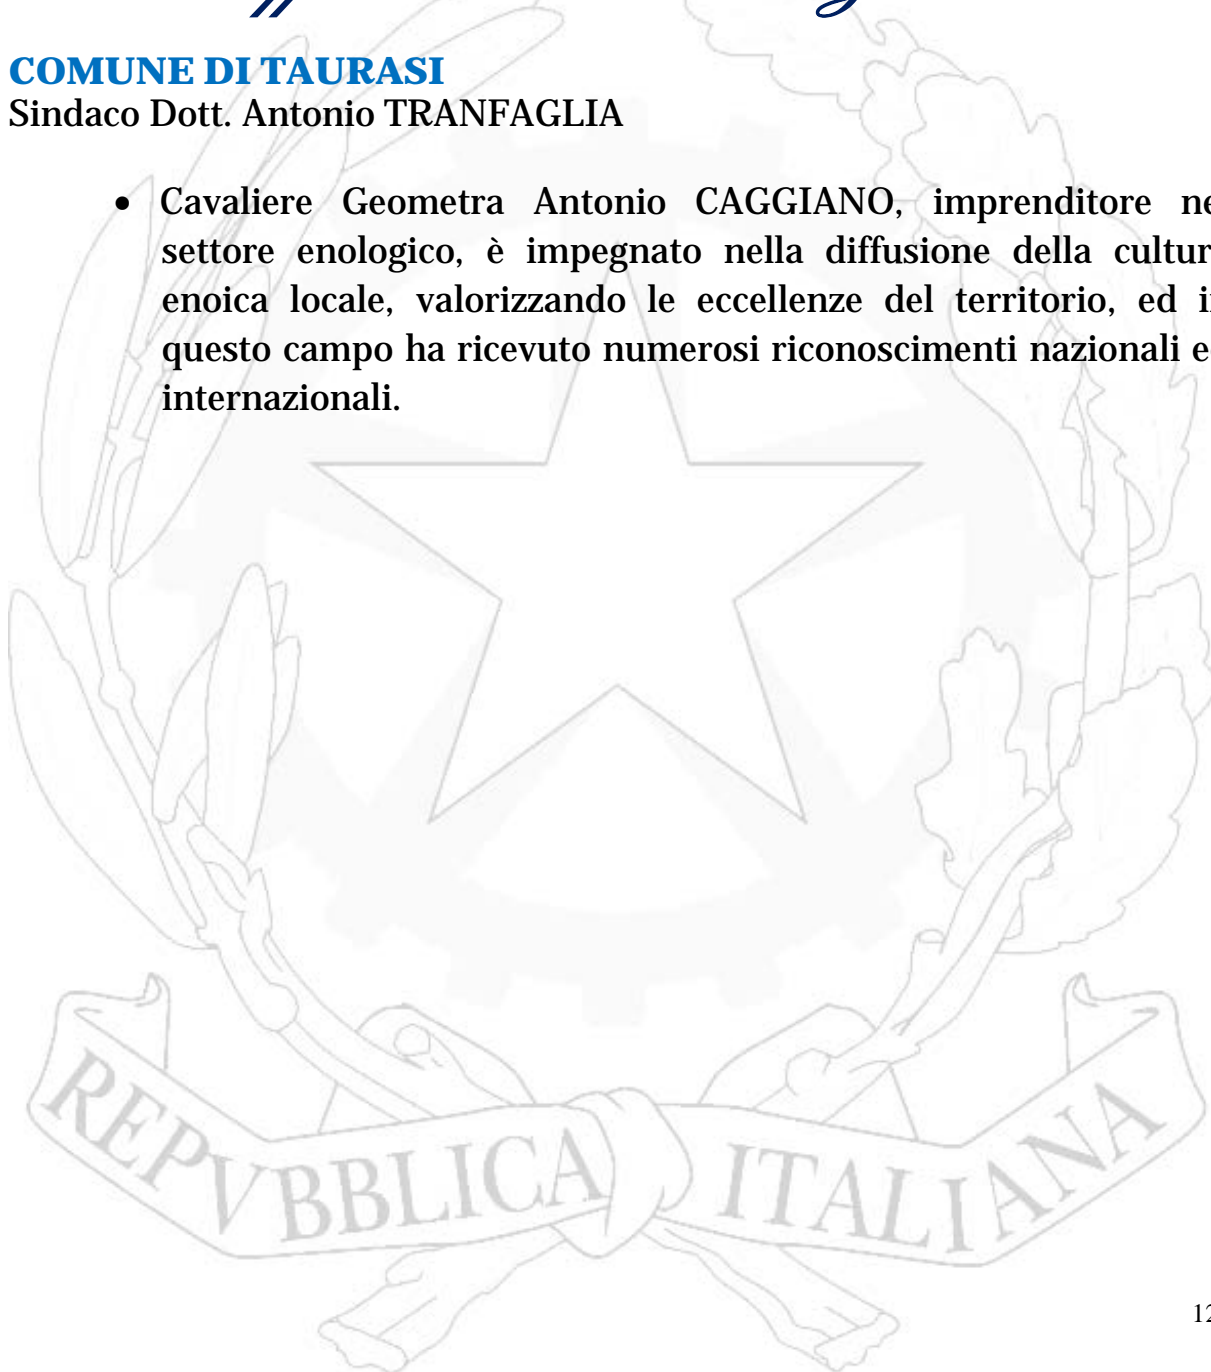 COMUNE DI TAURASI
Sindaco Dott. Antonio TRANFAGLIA
• Cavaliere Geometra Antonio CAGGIANO, imprenditore ne
settore enologico, è impegnato nella diffusione della cultur
enoica locale, valorizzando le eccellenze del territorio, ed i
questo campo ha ricevuto numerosi riconoscimenti nazionali e
internazionali.
REPVBBLICA ITALIANA
12